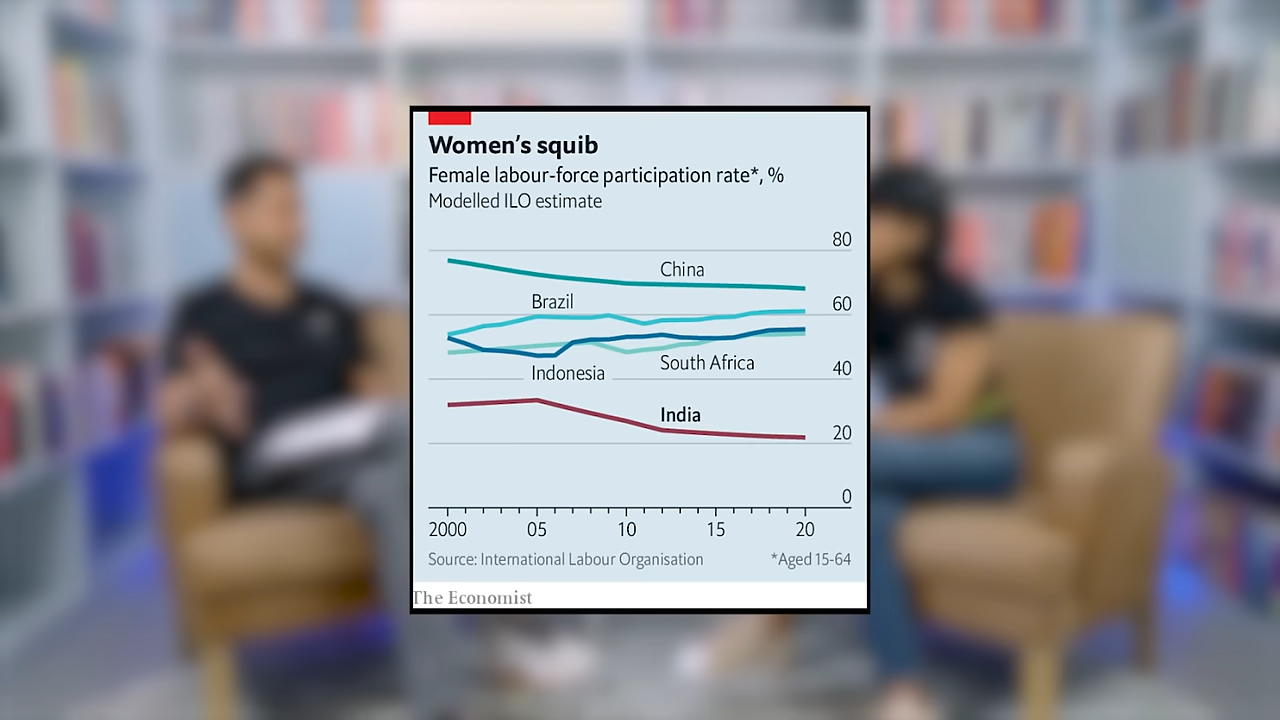 Women's squib
Female labour-force participation rate*, %
Modelled ILO estimate
80
China
Brazil
60
South Africa
40
Indonesia
India
20
0
2000 05 10 15 20
Source: International Labour Organisation *Aged 15-64
The Economist